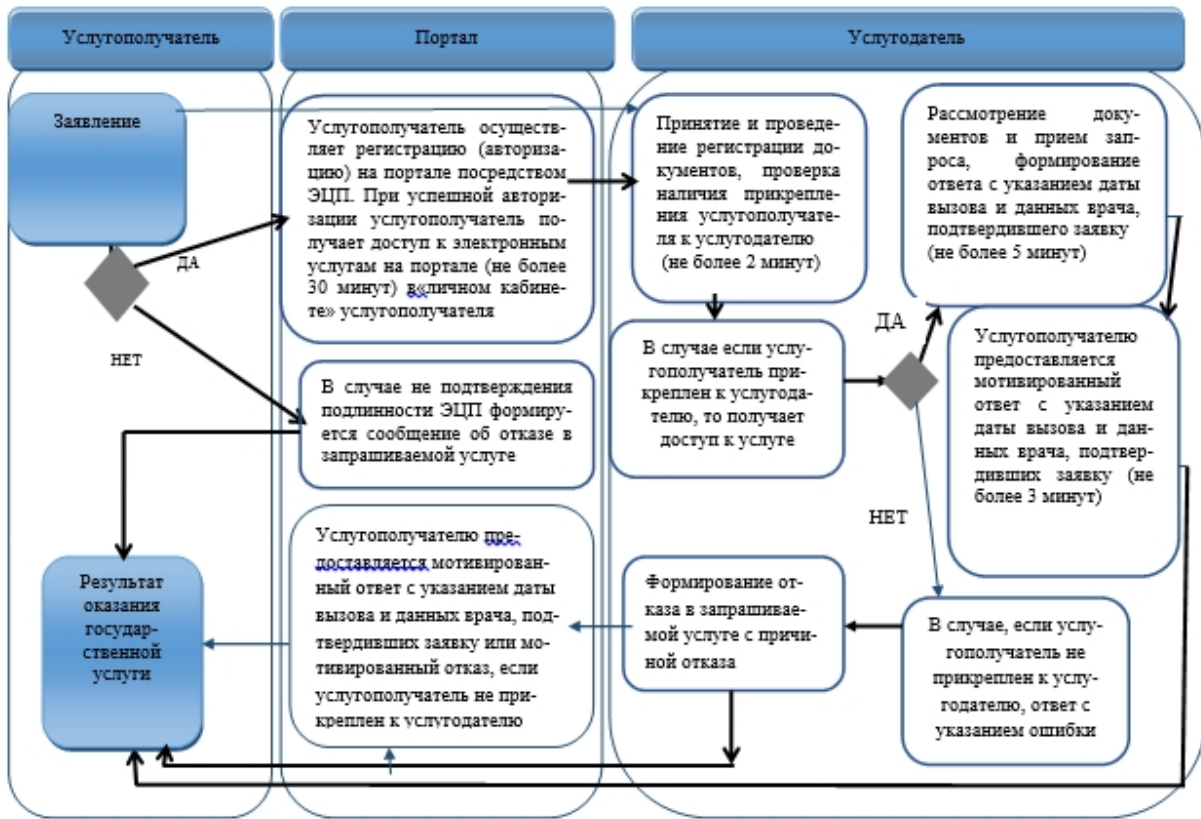 Услугополучатель
Портал
Услугодатель
Заявление
ДА
НЕТ
Результат
оказания
государ-
ственной
услуги
Услугополучатель осуществ-
ляет регистрацию (авториза-
цию) на портале посредством
ЭЦП. При успешной автори-
зации услугополучатель по-
лучает доступ к электронным
услугам на портале (не более
30 минут) в«личном кабине-
те» услугополучателя
В случае не подтверждения
подлинности ЭЦП формиру-
ется сообщение об отказе в
запрашиваемой услуге
Услугополучателю пре-
доставляется мотивирован-
ный ответ с указанием даты
вызова и данных врача, под-
твердивших заявку или мо-
тивированный отказ, если
услугополучатель не при-
креплен к услугодателю
Принятие и проведе-
ние регистрации до-
кументов, проверка
наличия прикрепле-
ния услугополучате-
ля к услугодателю
(не более 2 минут)
В случае если услу-
гополучатель при-
креплен к услугода-
телю, то получает
доступ к услуге
Формирование от-
каза в запрашивае-
мой услуге с причи-
ной отказа
Рассмотрение доку-
ментов и прием зап-
роса, формирование
ответа с указанием даты
вызова и данных врача,
подтвердившего заявку
(не более 5 минут)
ДА
НЕТ
Услугополучателю
предоставляется
мотивированный
ответ с указанием
даты вызова и дан-
ных врача, подтвер-
дивших заявку (не
более 3 минут)
В случае, если услу-
гополучатель не
прикреплен к услу-
годателю, ответ с
указанием ошибки